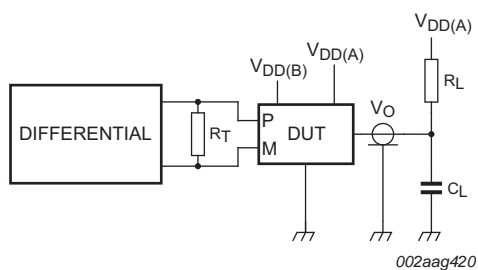 VDD(A)
VDD(B)
VDD(A)
RL
VO
P
DIFFERENTIAL
RT
DUT
M
CL
002aag420